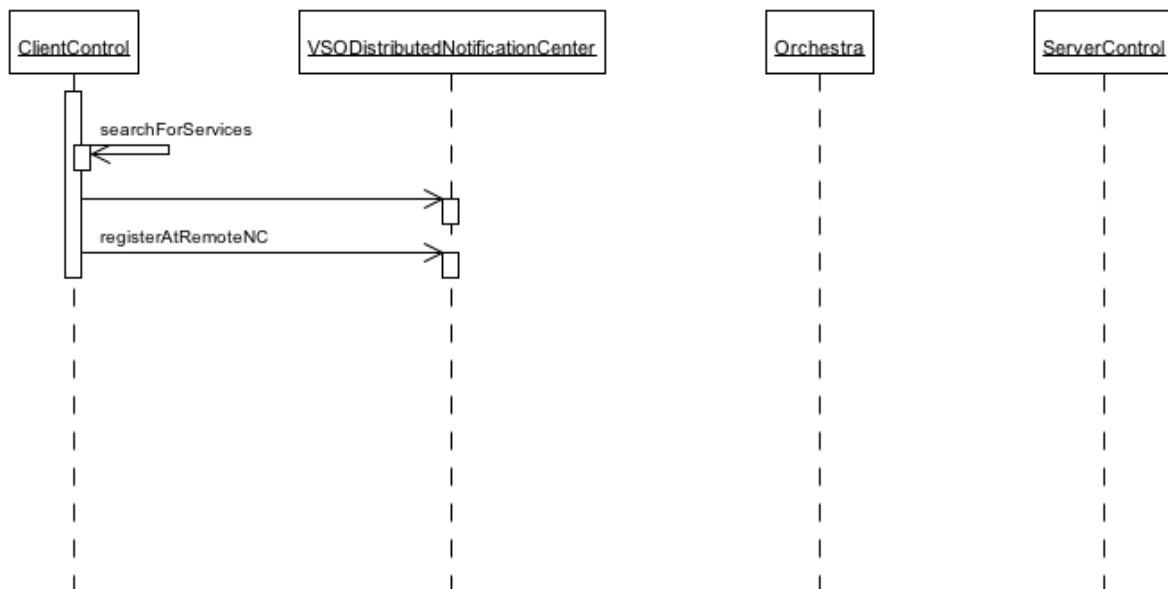 ClientControl
VSODistributedNotificationCenter
Orchestra
ServerControl
searchForServices
registerAtRemoteNC